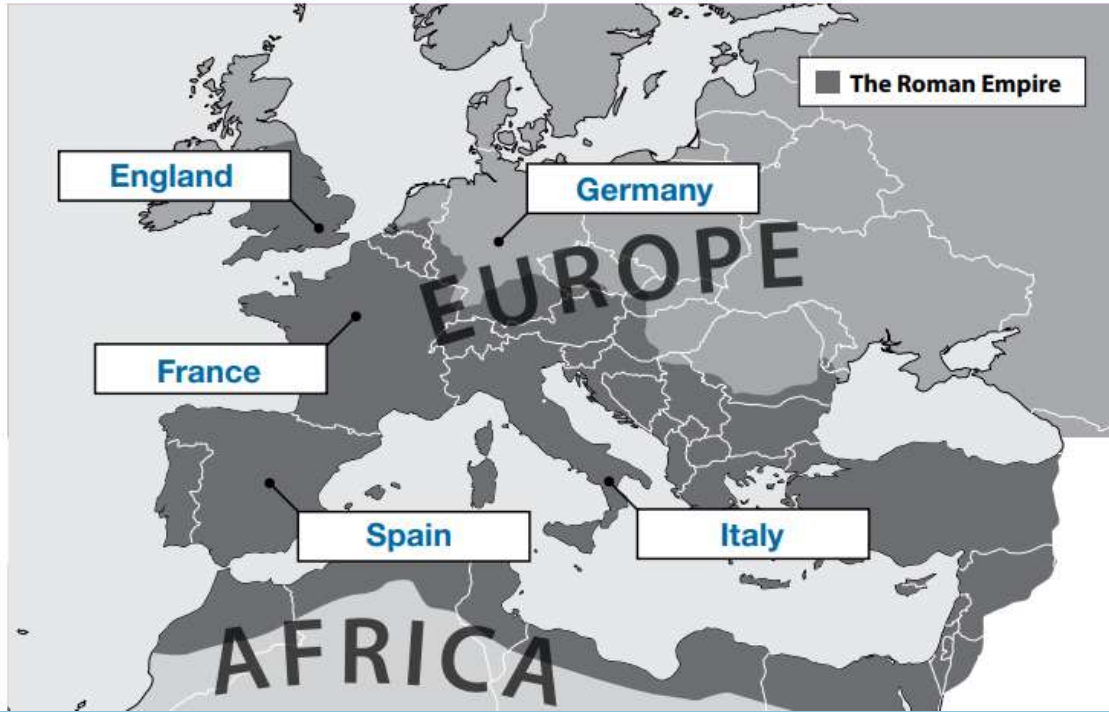 The Roman Empire
England
Germany
EUROPE
France
Spain
Italy
AFRICA